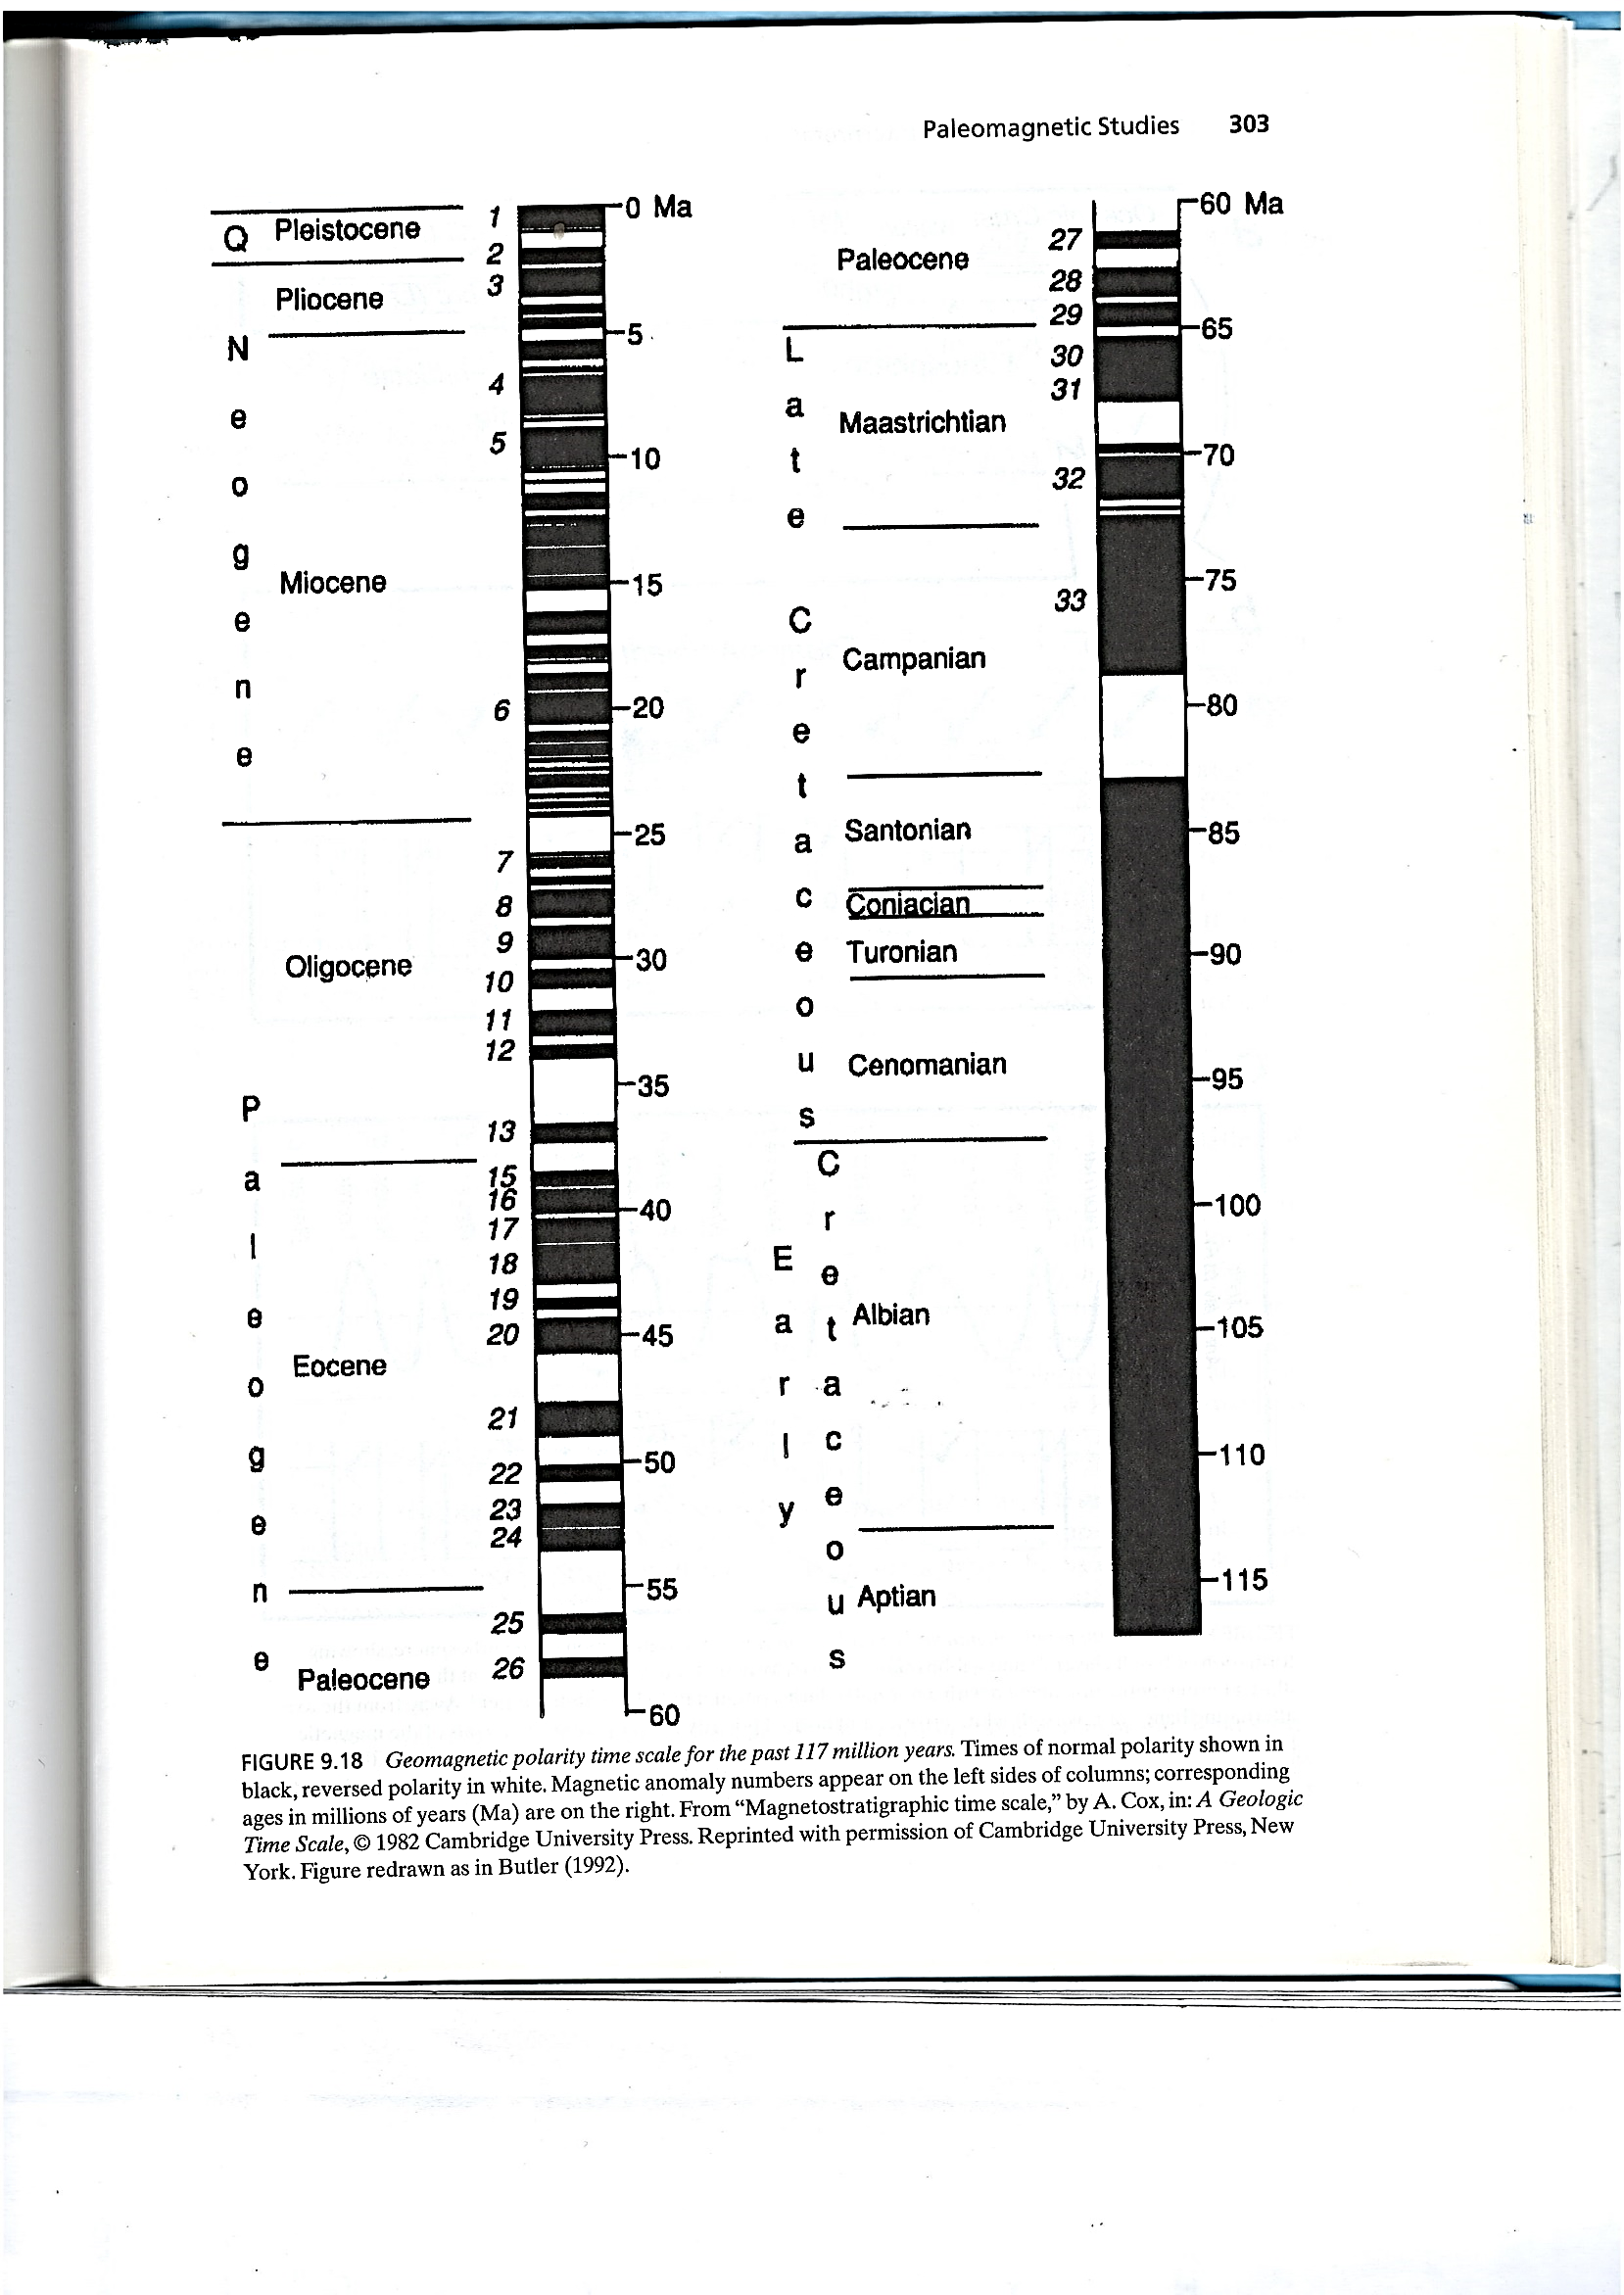 Paleomagnetic Studies 303
Q
Pleistocene
Pliocene
Neogene
Miocene
Oligocene
Paleogene
Eocene
Paleocene
1
2
3
4
5
6
7
8
9
10
11
12
13
15
16
17
18
19
20
21
22
23
24
25
26
0 Ma
5
10
15
20
25
30
35
40
45
50
55
60
Paleocene
Late
Cretaceous
Maastrichtian
Campanian
Santonian
Coniacian
Turonian
Cenomanian
Early
Cretaceous
Albian
Aptian
27
28
29
30
31
32
33
60 Ma
65
70
75
80
85
90
95
100
105
110
115
FIGURE 9.18 Geomagnetic polarity time scale for the past 117 million years. Times of normal polarity shown in
black, reversed polarity in white. Magnetic anomaly numbers appear on the left sides of columns; corresponding
ages in millions of years (Ma) are on the right. From “Magnetostratigraphic time scale,” by A. Cox, in: A Geologic
Time Scale, © 1982 Cambridge University Press. Reprinted with permission of Cambridge University Press, New
York. Figure redrawn as in Butler (1992).